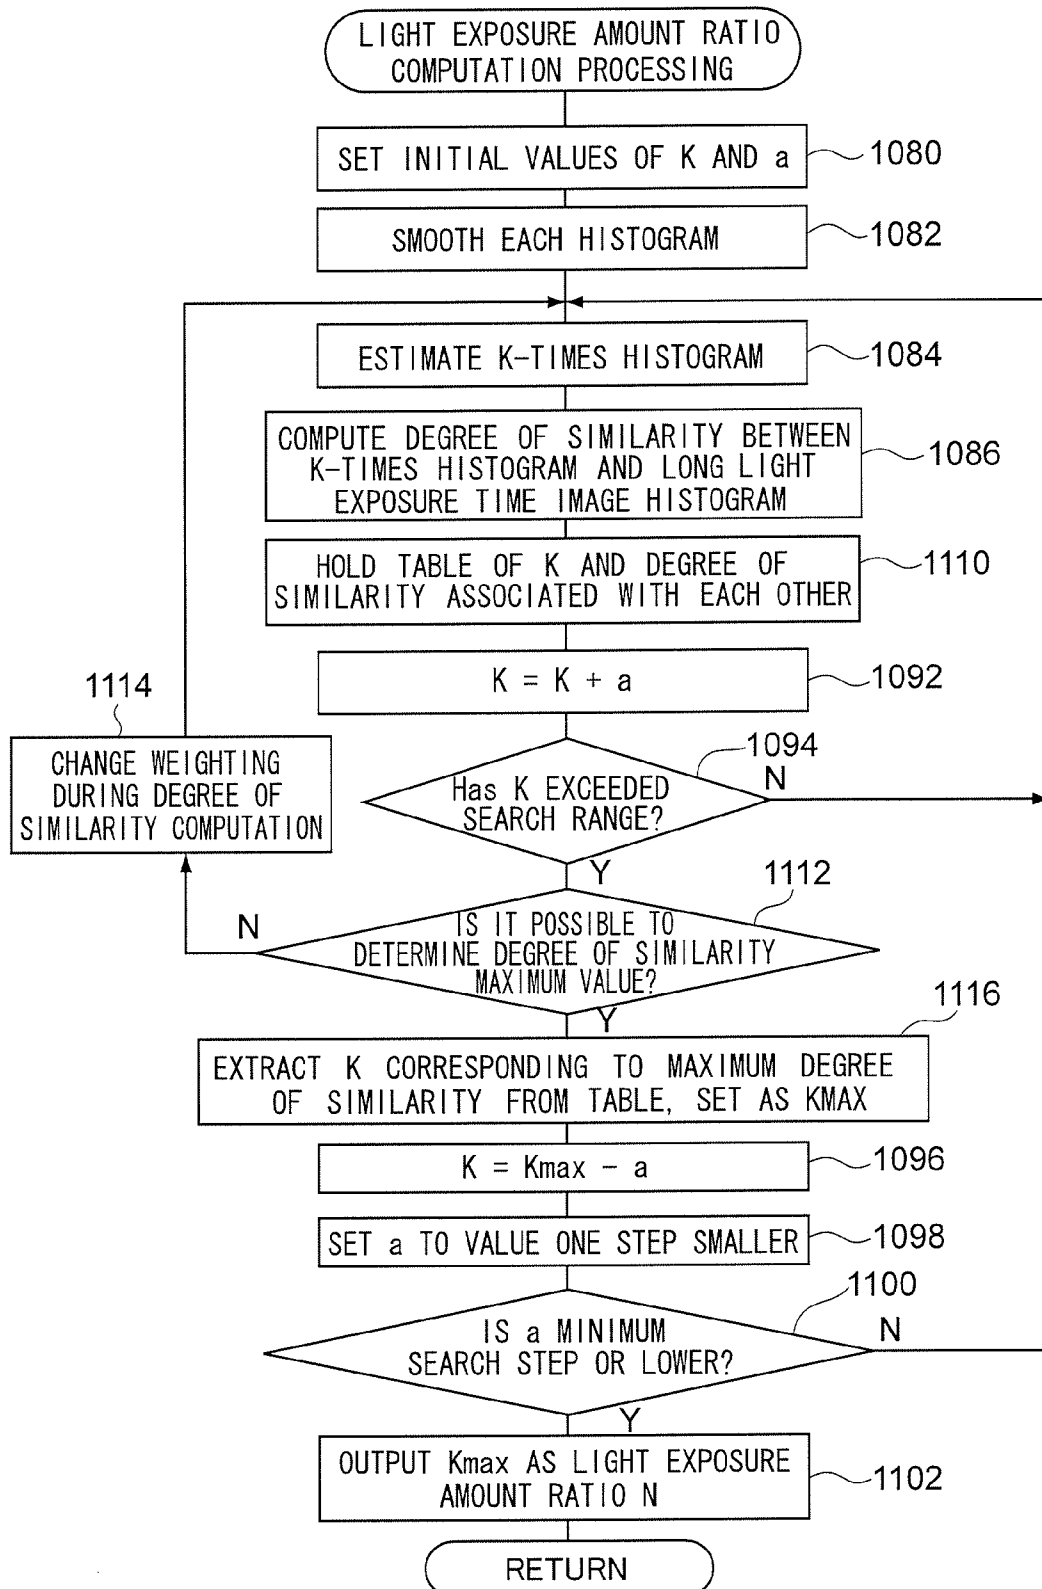 LIGHT EXPOSURE AMOUNT RATIO
COMPUTATION PROCESSING
SET INITIAL VALUES OF K AND a
1080
SMOOTH EACH HISTOGRAM
1082
ESTIMATE K-TIMES HISTOGRAM
1084
COMPUTE DEGREE OF SIMILARITY BETWEEN
K-TIMES HISTOGRAM AND LONG LIGHT
EXPOSURE TIME IMAGE HISTOGRAM
1086
HOLD TABLE OF K AND DEGREE OF
SIMILARITY ASSOCIATED WITH EACH OTHER
1110
K = K + a
1092
1114
CHANGE WEIGHTING
DURING DEGREE OF
SIMILARITY COMPUTATION
1094
Has K EXCEEDED
SEARCH RANGE?
N
Y
1112
IS IT POSSIBLE TO
DETERMINE DEGREE OF SIMILARITY
MAXIMUM VALUE?
N
Y
1116
EXTRACT K CORRESPONDING TO MAXIMUM DEGREE
OF SIMILARITY FROM TABLE, SET AS KMAX
K = Kmax - a
1096
SET a TO VALUE ONE STEP SMALLER
1098
1100
IS a MINIMUM
SEARCH STEP OR LOWER?
N
Y
OUTPUT Kmax AS LIGHT EXPOSURE
AMOUNT RATIO N
1102
RETURN